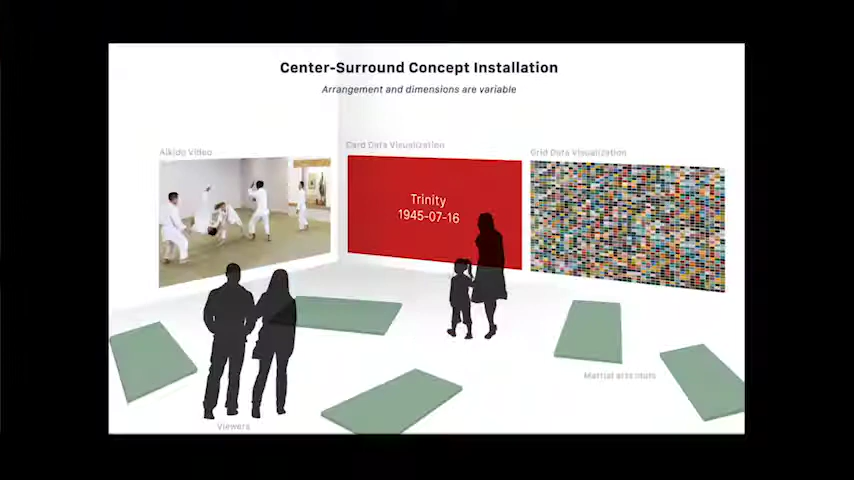 Center-Surround Concept Installation
Arrangement and dimensions are variable
Aikido Video
Card Data Visualization
Grid Data Visualization
Trinity
1945-07-16
Martial arts mats
Viewers